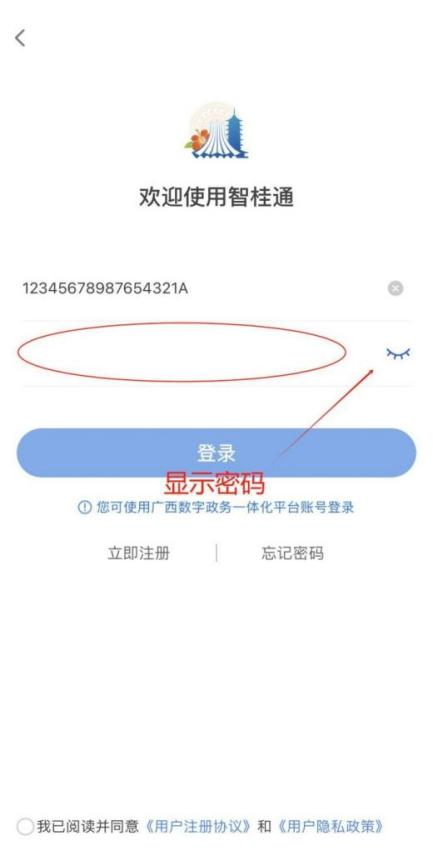 欢迎使用智桂通
12345678987654321A
登录
显示密码
您可使用广西数字政务一体化平台账号登录
立即注册 | 忘记密码
我已阅读并同意《用户注册协议》和《用户隐私政策》